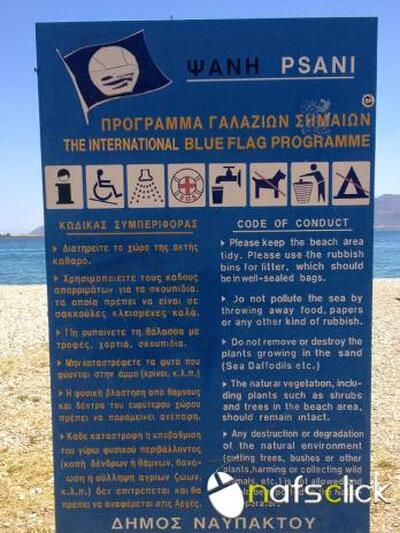 ΨΑΝΗ PSANI
ΠΡΟΓΡΑΜΜΑ ΓΑΛΑΖΙΩΝ ΣΗΜΑΙΩΝ
THE INTERNATIONAL BLUE FLAG PROGRAMME
ΚΩΔΙΚΑΣ ΣΥΜΠΕΡΙΦΟΡΑΣ
▸ Διατηρείτε το χώρο της ακτής
καθαρό.
▸ Χρησιμοποιείτε τους κάδους
απορριμάτων για τα σκουπίδια,
τα οποία πρέπει να είναι σε
σακκούλες κλεισμένες καλά.
▸ Μη ρυπαίνετε τη θάλασσα με
τροφές, χαρτιά, σκουπίδια.
▸ Μην καταστρέφετε τα φυτά που
φύονται στην άμμο (κρίνοι, κ.λ.π.)
▸ Η φυσική βλάστηση από θάμνους
και δέντρα του ευρύτερου χώρου
πρέπει να παραμείνει ανέπαφη.
▸ Κάθε καταστροφή ή υποβάθμιση
του γύρω φυσικού περιβάλλοντος
(κοπή δένδρων ή θάμνων, θανά-
ωση ή σύλληψη αγρίων ζώων,
κ.λ.π.) δεν επιτρέπεται και θα
πρέπει να αναφέρεται στις Αρχές.
CODE OF CONDUCT
▸ Please keep the beach area
tidy. Please use the rubbish
bins for litter, which should
be in well-sealed bags.
▸ Do not pollute the sea by
throwing away food, papers
or any other kind of rubbish.
▸ Do not remove or destroy the
plants growing in the sand
(Sea Daffodils etc.)
▸ The natural vegetation, inclu-
ding plants such as shrubs
and trees in the beach area,
should remain intact.
▸ Any destruction or degradation
of the natural environment
(cutting trees, bushes or other
plants, harming or collecting wild
etc.) is not allowed and
ΔΗΜΟΣ ΝΑΥΠΑΚΤΟΥ
nafsclick